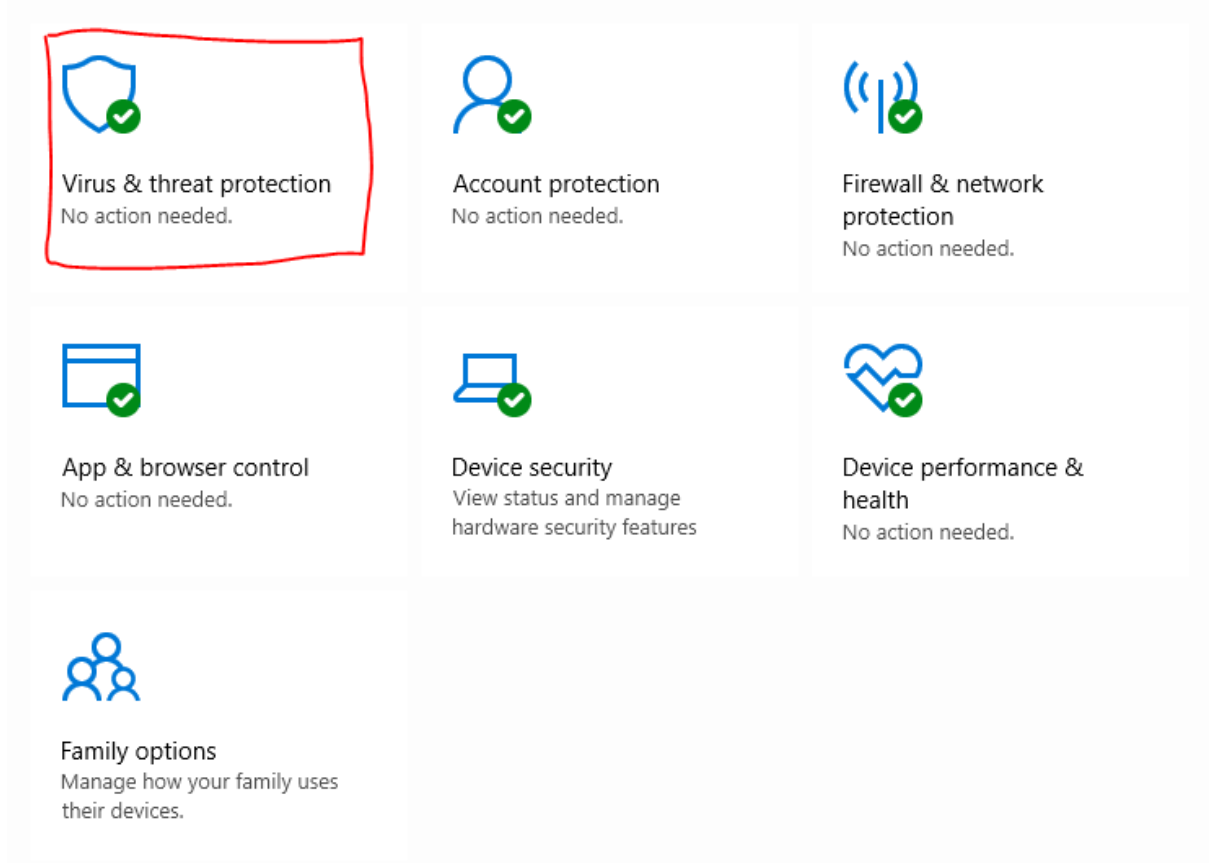 Virus & threat protection
No action needed.
Account protection
No action needed.
Firewall & network
protection
No action needed.
App & browser control
No action needed.
Device security
View status and manage
hardware security features
Device performance &
health
No action needed.
Family options
Manage how your family uses
their devices.